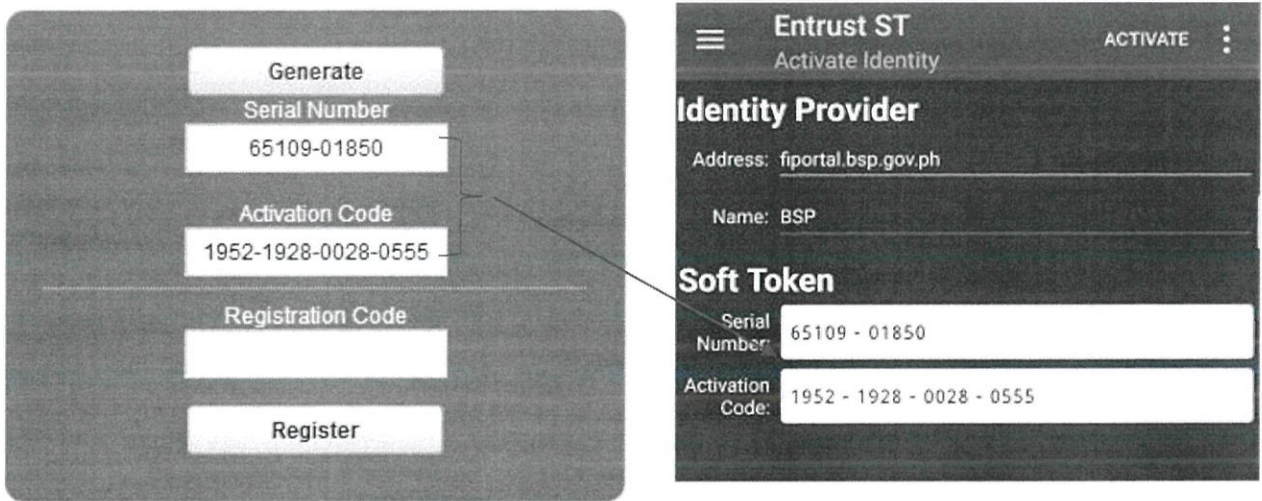 Generate
Serial Number
65109-01850
Activation Code
1952-1928-0028-0555
Registration Code
Register
Entrust ST
ACTIVATE
Activate Identity
Identity Provider
Address: fiportal.bsp.gov.ph
Name: BSP
Soft Token
Serial
Number:
65109 - 01850
Activation
Code:
1952 - 1928 - 0028 - 0555